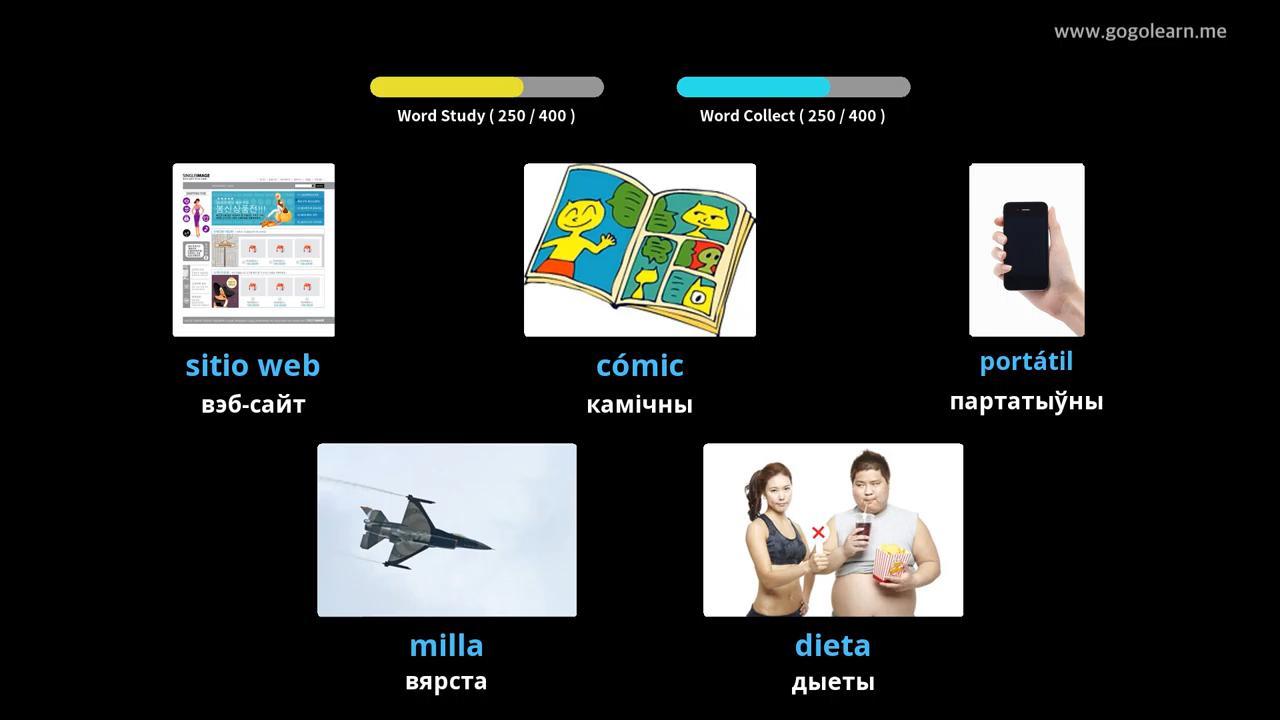 www.gogolearn.me
Word Study ( 250 / 400 )
Word Collect ( 250 / 400 )
sitio web
вэб-сайт
cómic
камічны
portátil
партатыўны
milla
вярста
dieta
дыеты